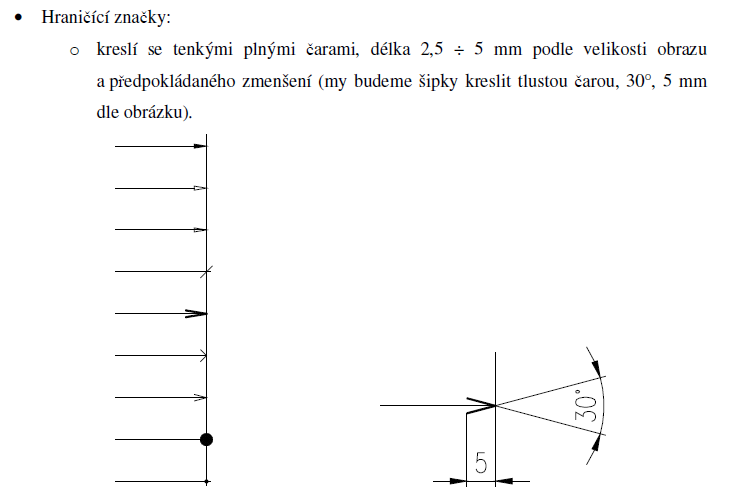 • Hraničící značky:
o kreslí se tenkými plnými čarami, délka 2,5 ÷ 5 mm podle velikosti obrazu
a předpokládaného zmenšení (my budeme šipky kreslit tlustou čarou, 30°, 5 mm
dle obrázku).
30°
5